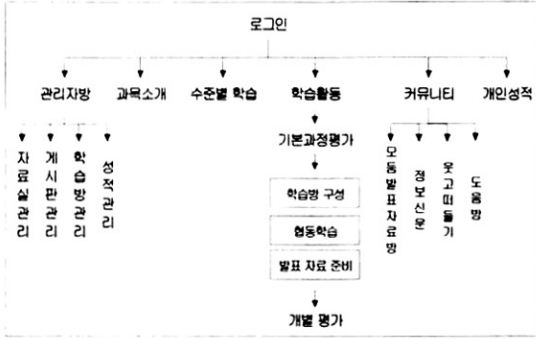 로그인
관리자방 과목소개 수준별 학습 학습활동 커뮤니티 개인성적
자료실관리
게시판관리
학습방관리
성적관리
기본과정평가
학습방 구성
협동학습
발표 자료 준비
개별 평가
모둠발표자료방
정보신문
웃고떠들기
도움방